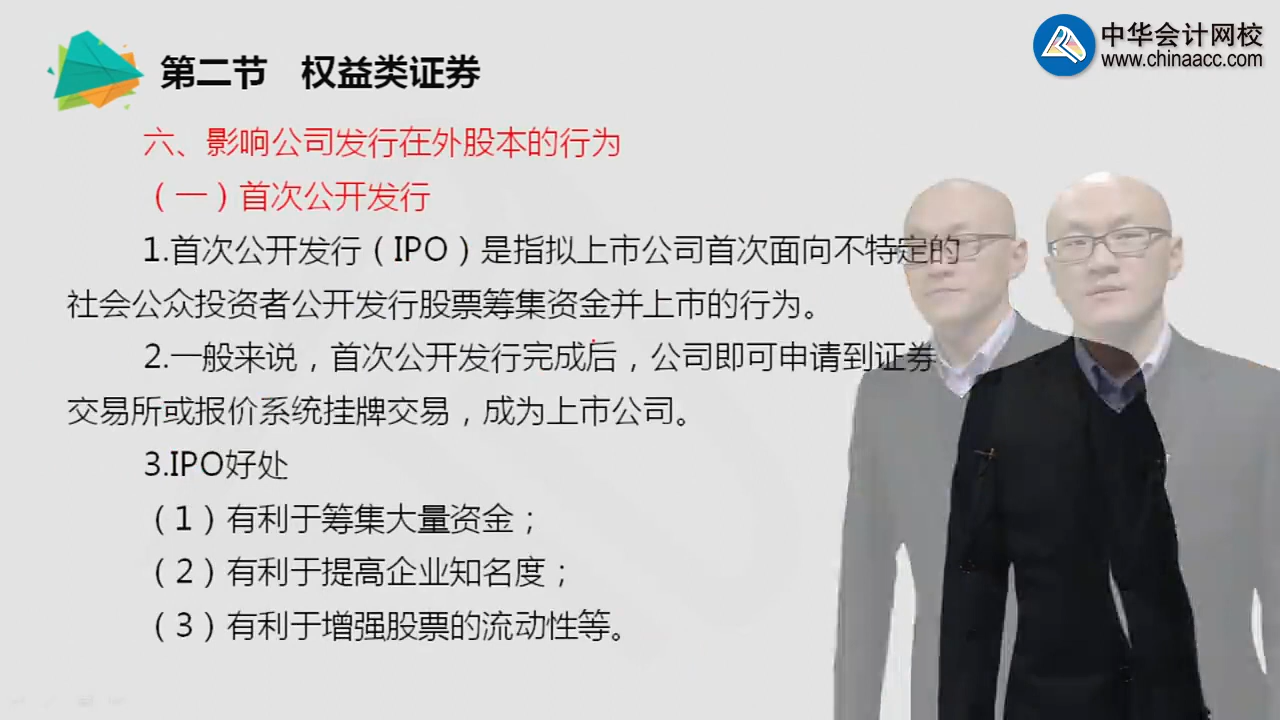 中华会计网校
www.chinaacc.com
第二节 权益类证券
六、影响公司发行在外股本的行为
（一）首次公开发行
1.首次公开发行（IPO）是指拟上市公司首次面向不特定的
社会公众投资者公开发行股票筹集资金并上市的行为。
2.一般来说，首次公开发行完成后，公司即可申请到证券
交易所或报价系统挂牌交易，成为上市公司。
3.IPO好处
（1）有利于筹集大量资金；
（2）有利于提高企业知名度；
（3）有利于增强股票的流动性等。